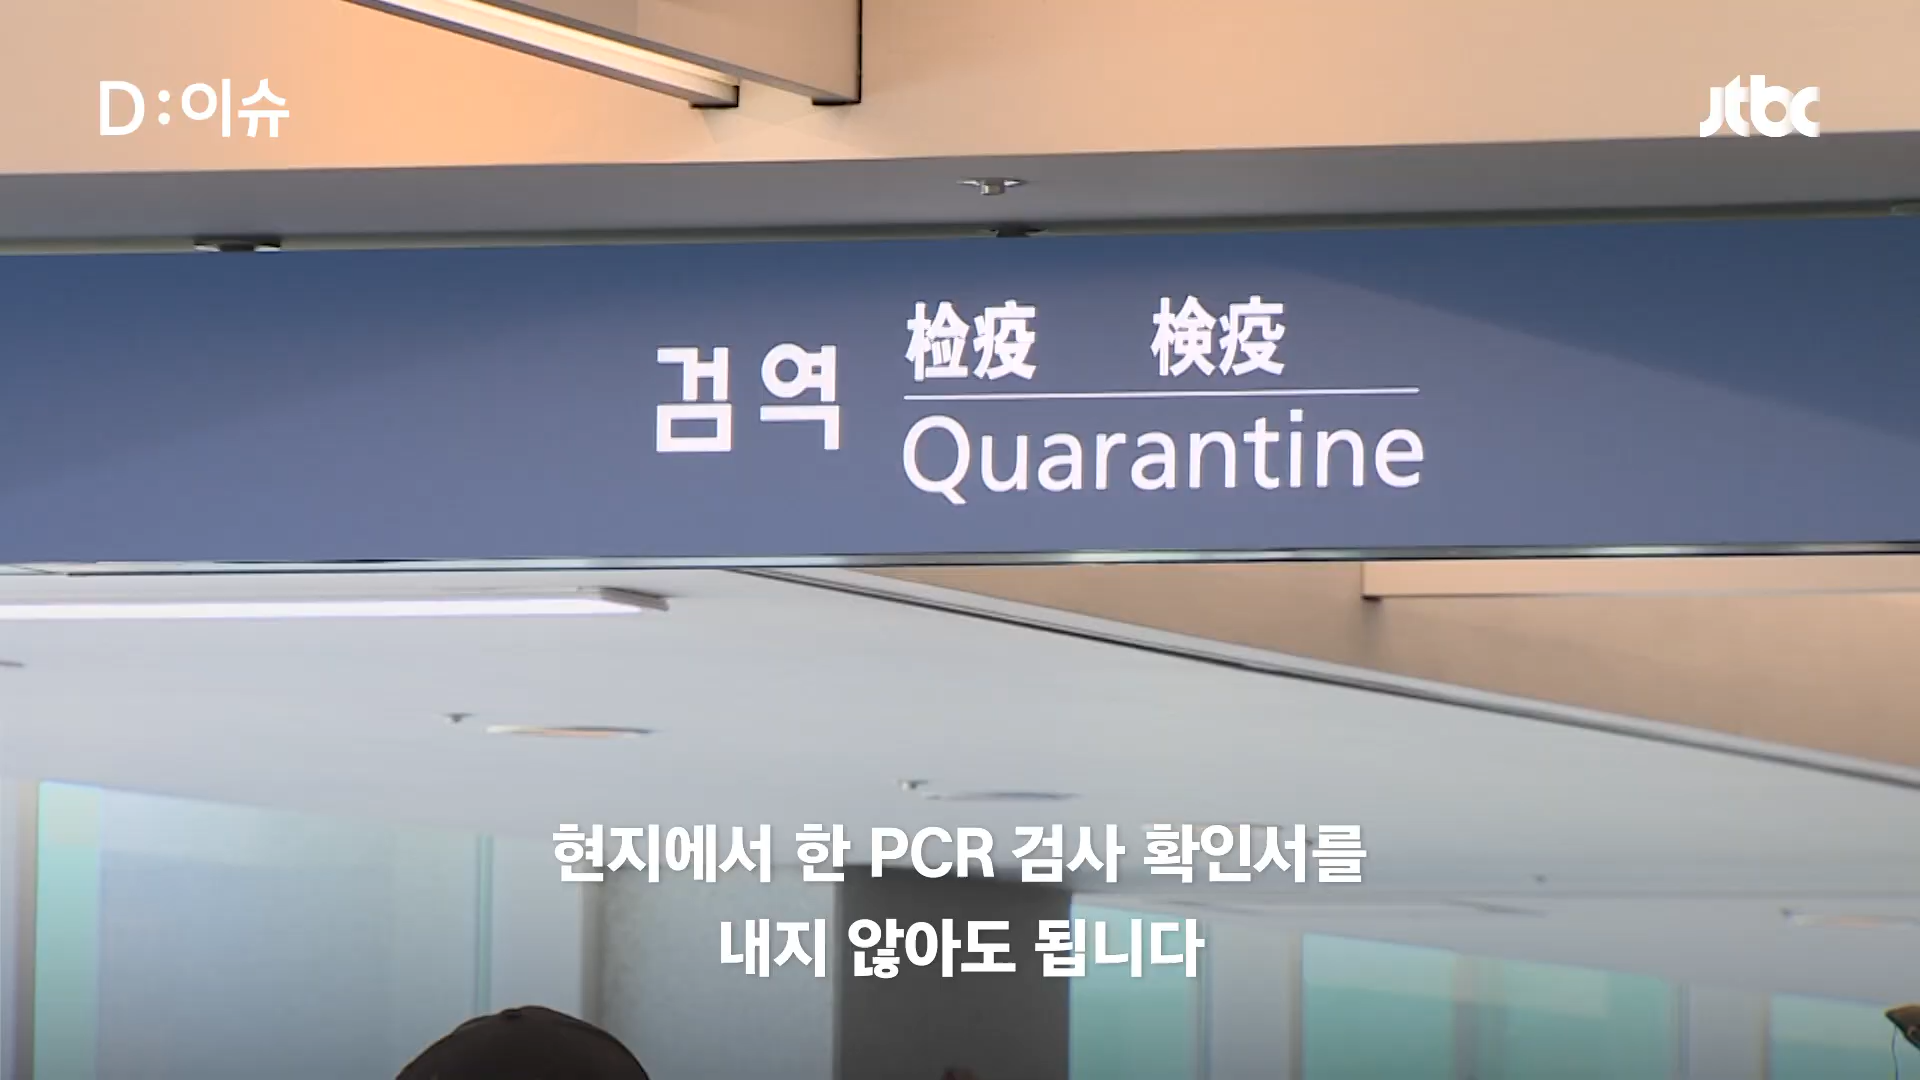 D:이슈
jtbc
검역
检疫 検疫
Quarantine
현지에서 한 PCR 검사 확인서를
내지 않아도 됩니다